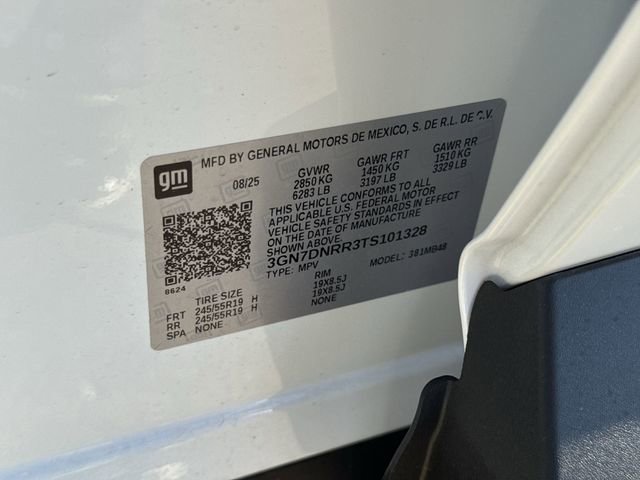 gm
MFD BY GENERAL MOTORS DE MEXICO, S. DE R.L. DE C.V.
08/25
GVWR GAWR FRT GAWR RR
2850 KG 1450 KG 1510 KG
6283 LB 3197 LB 3329 LB
THIS VEHICLE CONFORMS TO ALL
APPLICABLE U.S. FEDERAL MOTOR
VEHICLE SAFETY STANDARDS IN EFFECT
ON THE DATE OF MANUFACTURE
SHOWN ABOVE.
3GN7DNRR3TS101328
TYPE: MPV MODEL: 381MB48
8624
TIRE SIZE RIM
FRT 245/55R19 H 19X8.5J
RR 245/55R19 H 19X8.5J
SPA NONE NONE